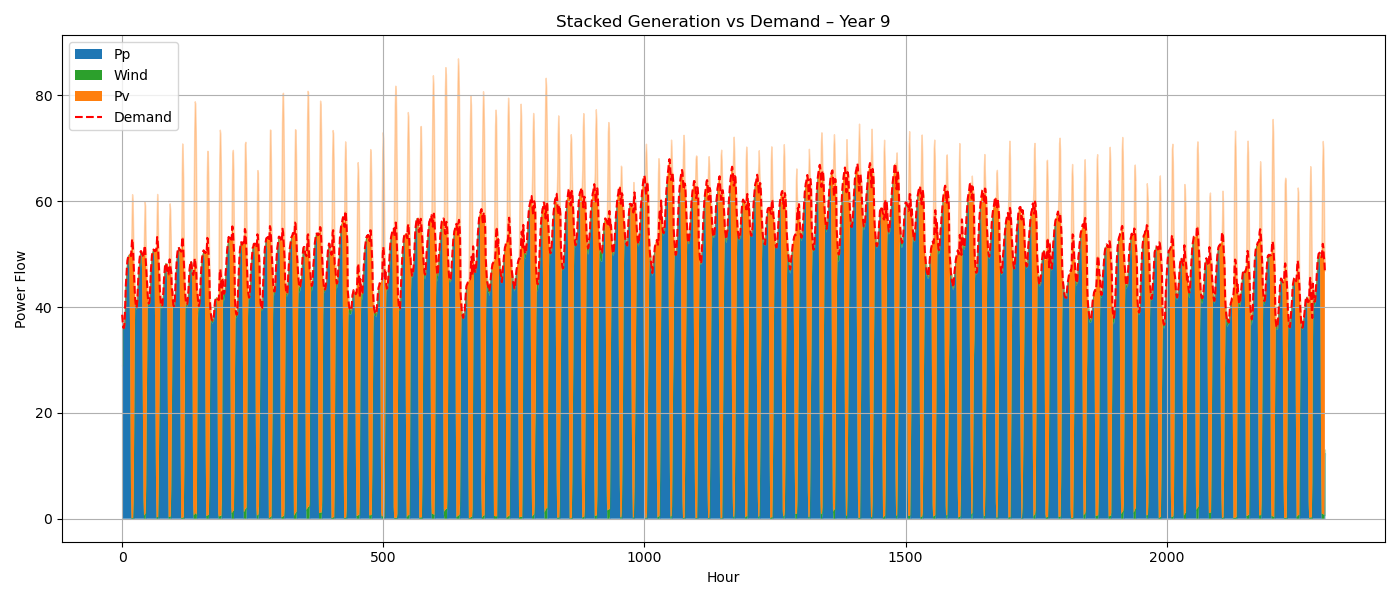 Stacked Generation vs Demand – Year 9
Pp
Wind
Pv
Demand
Power Flow
80
60
40
20
0
0 500 1000 1500 2000
Hour